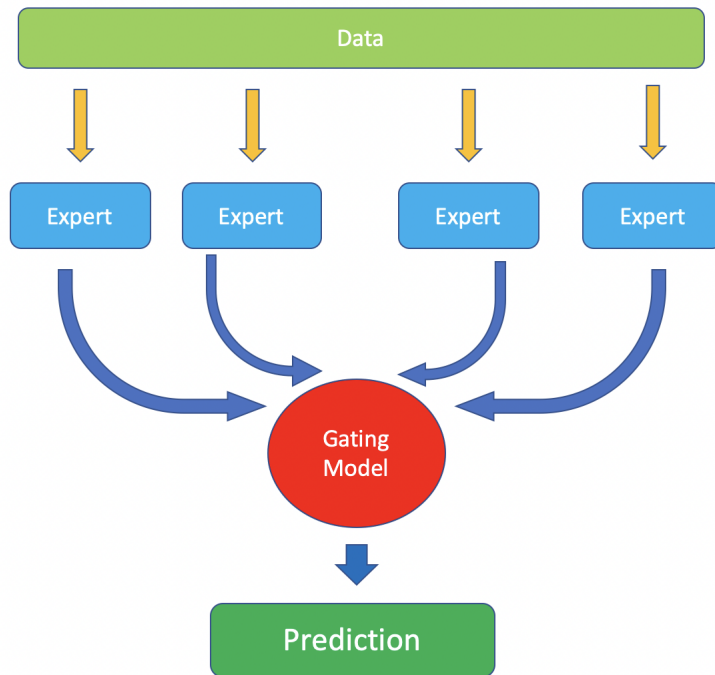 Data
Expert
Expert
Expert
Expert
Gating
Model
Prediction